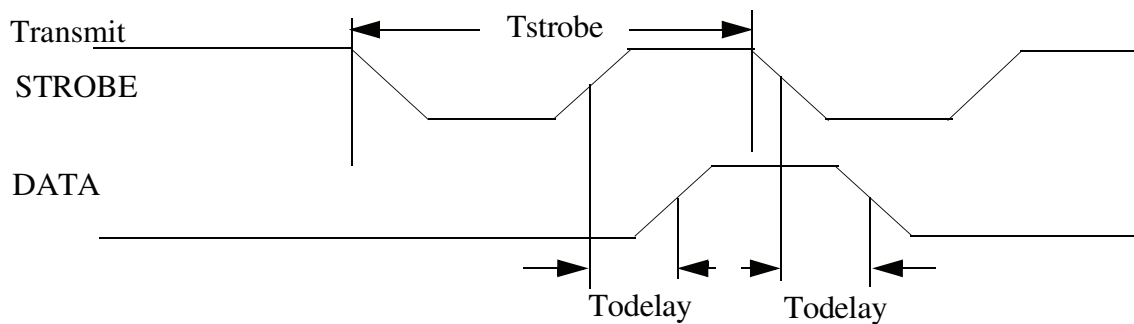 Transmit
Tstrobe
STROBE
DATA
Todelay
Todelay